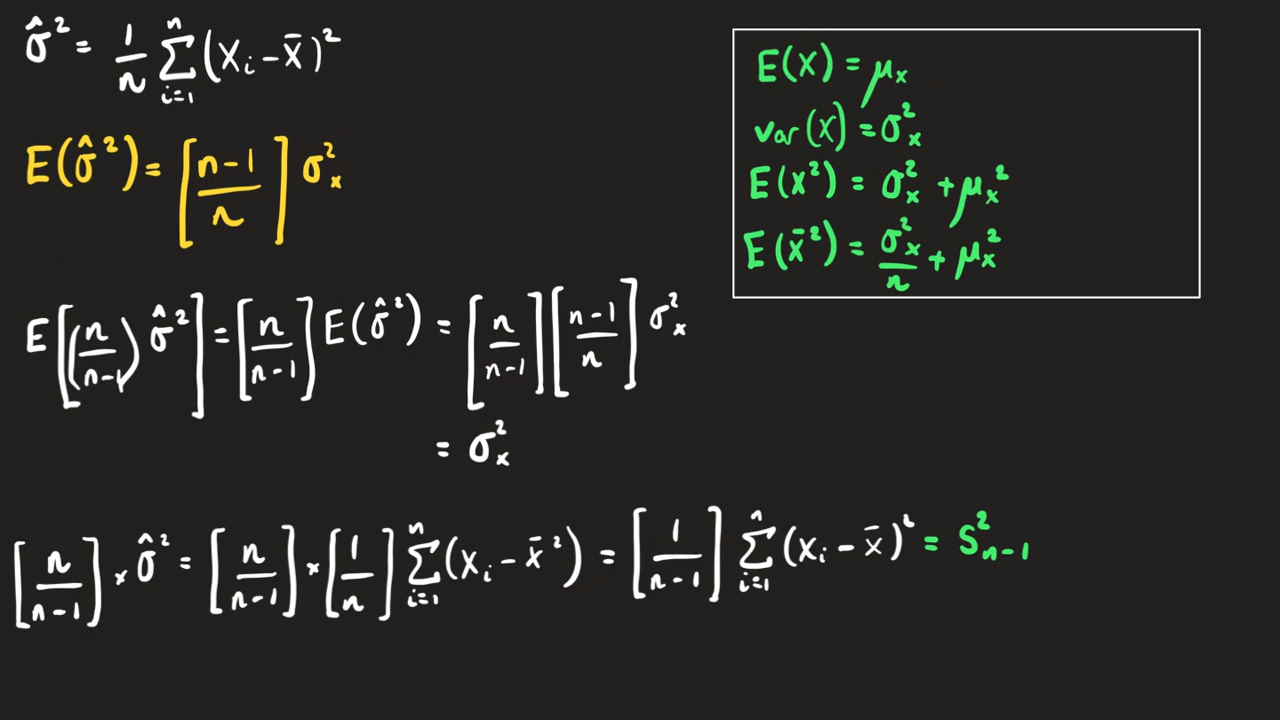 σ̂² = 1/n Σ_{i=1}^{n} (X_i − x̄)²
E(σ̂²) = [n−1/n] σ²_x
E[(n/n−1) σ̂²] = [n/n−1] E(σ̂²) = [n/n−1] [n−1/n] σ²_x
= σ²_x
[n/n−1] × σ̂² = [n/n−1] × [1/n] Σ_{i=1}^{n} (X_i − x̄²) = [1/n−1] Σ_{i=1}^{n} (X_i − x̄)² = S²_{n−1}
E(X) = μ_x
var(X) = σ²_x
E(X²) = σ²_x + μ_x²
E(x̄²) = σ²_x/n + μ_x²